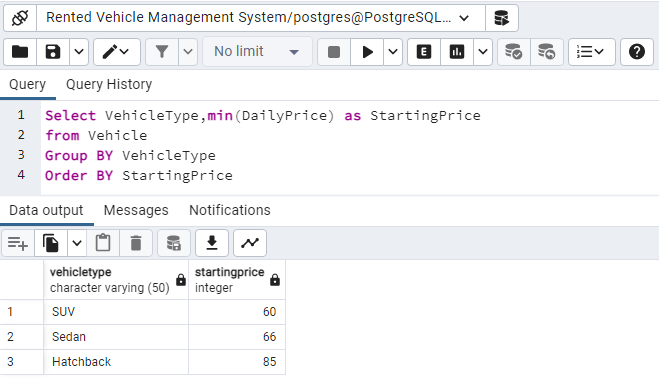 Rented Vehicle Management System/postgres@PostgreSQL...
No limit
E
Query Query History
1 Select VehicleType,min(DailyPrice) as StartingPrice
2 from Vehicle
3 Group BY VehicleType
4 Order BY StartingPrice
Data output Messages Notifications
vehicletype startingprice
character varying (50) integer
1 SUV 60
2 Sedan 66
3 Hatchback 85